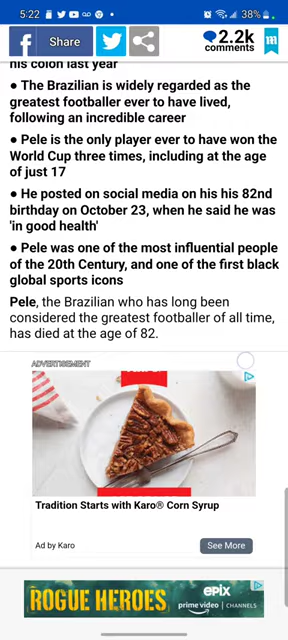 5:22
38%
Share
2.2k
comments
m
his colon last year
● The Brazilian is widely regarded as the
greatest footballer ever to have lived,
following an incredible career
● Pele is the only player ever to have won the
World Cup three times, including at the age
of just 17
● He posted on social media on his his 82nd
birthday on October 23, when he said he was
'in good health'
● Pele was one of the most influential people
of the 20th Century, and one of the first black
global sports icons
Pele, the Brazilian who has long been
considered the greatest footballer of all time,
has died at the age of 82.
ADVERTISEMENT
Tradition Starts with Karo® Corn Syrup
Ad by Karo
See More
ROGUE HEROES
epix
prime video | CHANNELS